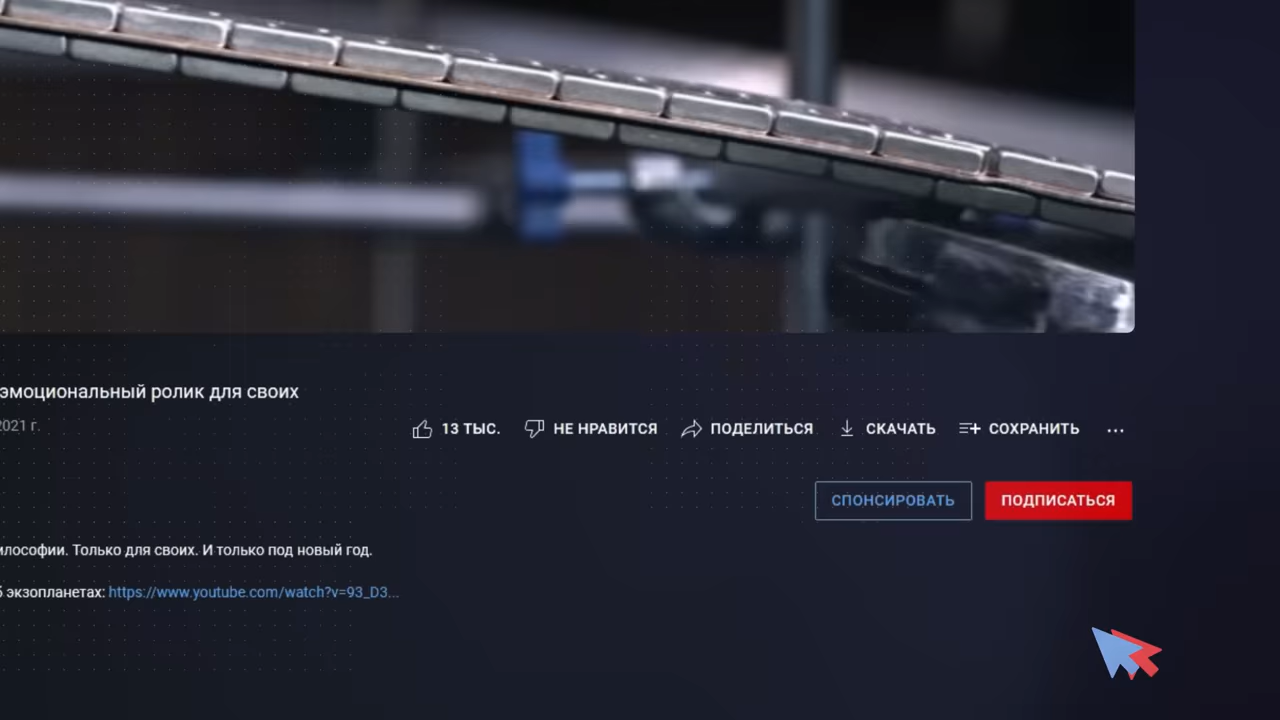 эмоциональный ролик для своих
2021 г.
13 ТЫС. НЕ НРАВИТСЯ ПОДЕЛИТЬСЯ СКАЧАТЬ СОХРАНИТЬ ...
СПОНСИРОВАТЬ ПОДПИСАТЬСЯ
илософии. Только для своих. И только под новый год.
б экзопланетах: https://www.youtube.com/watch?v=93_D3...